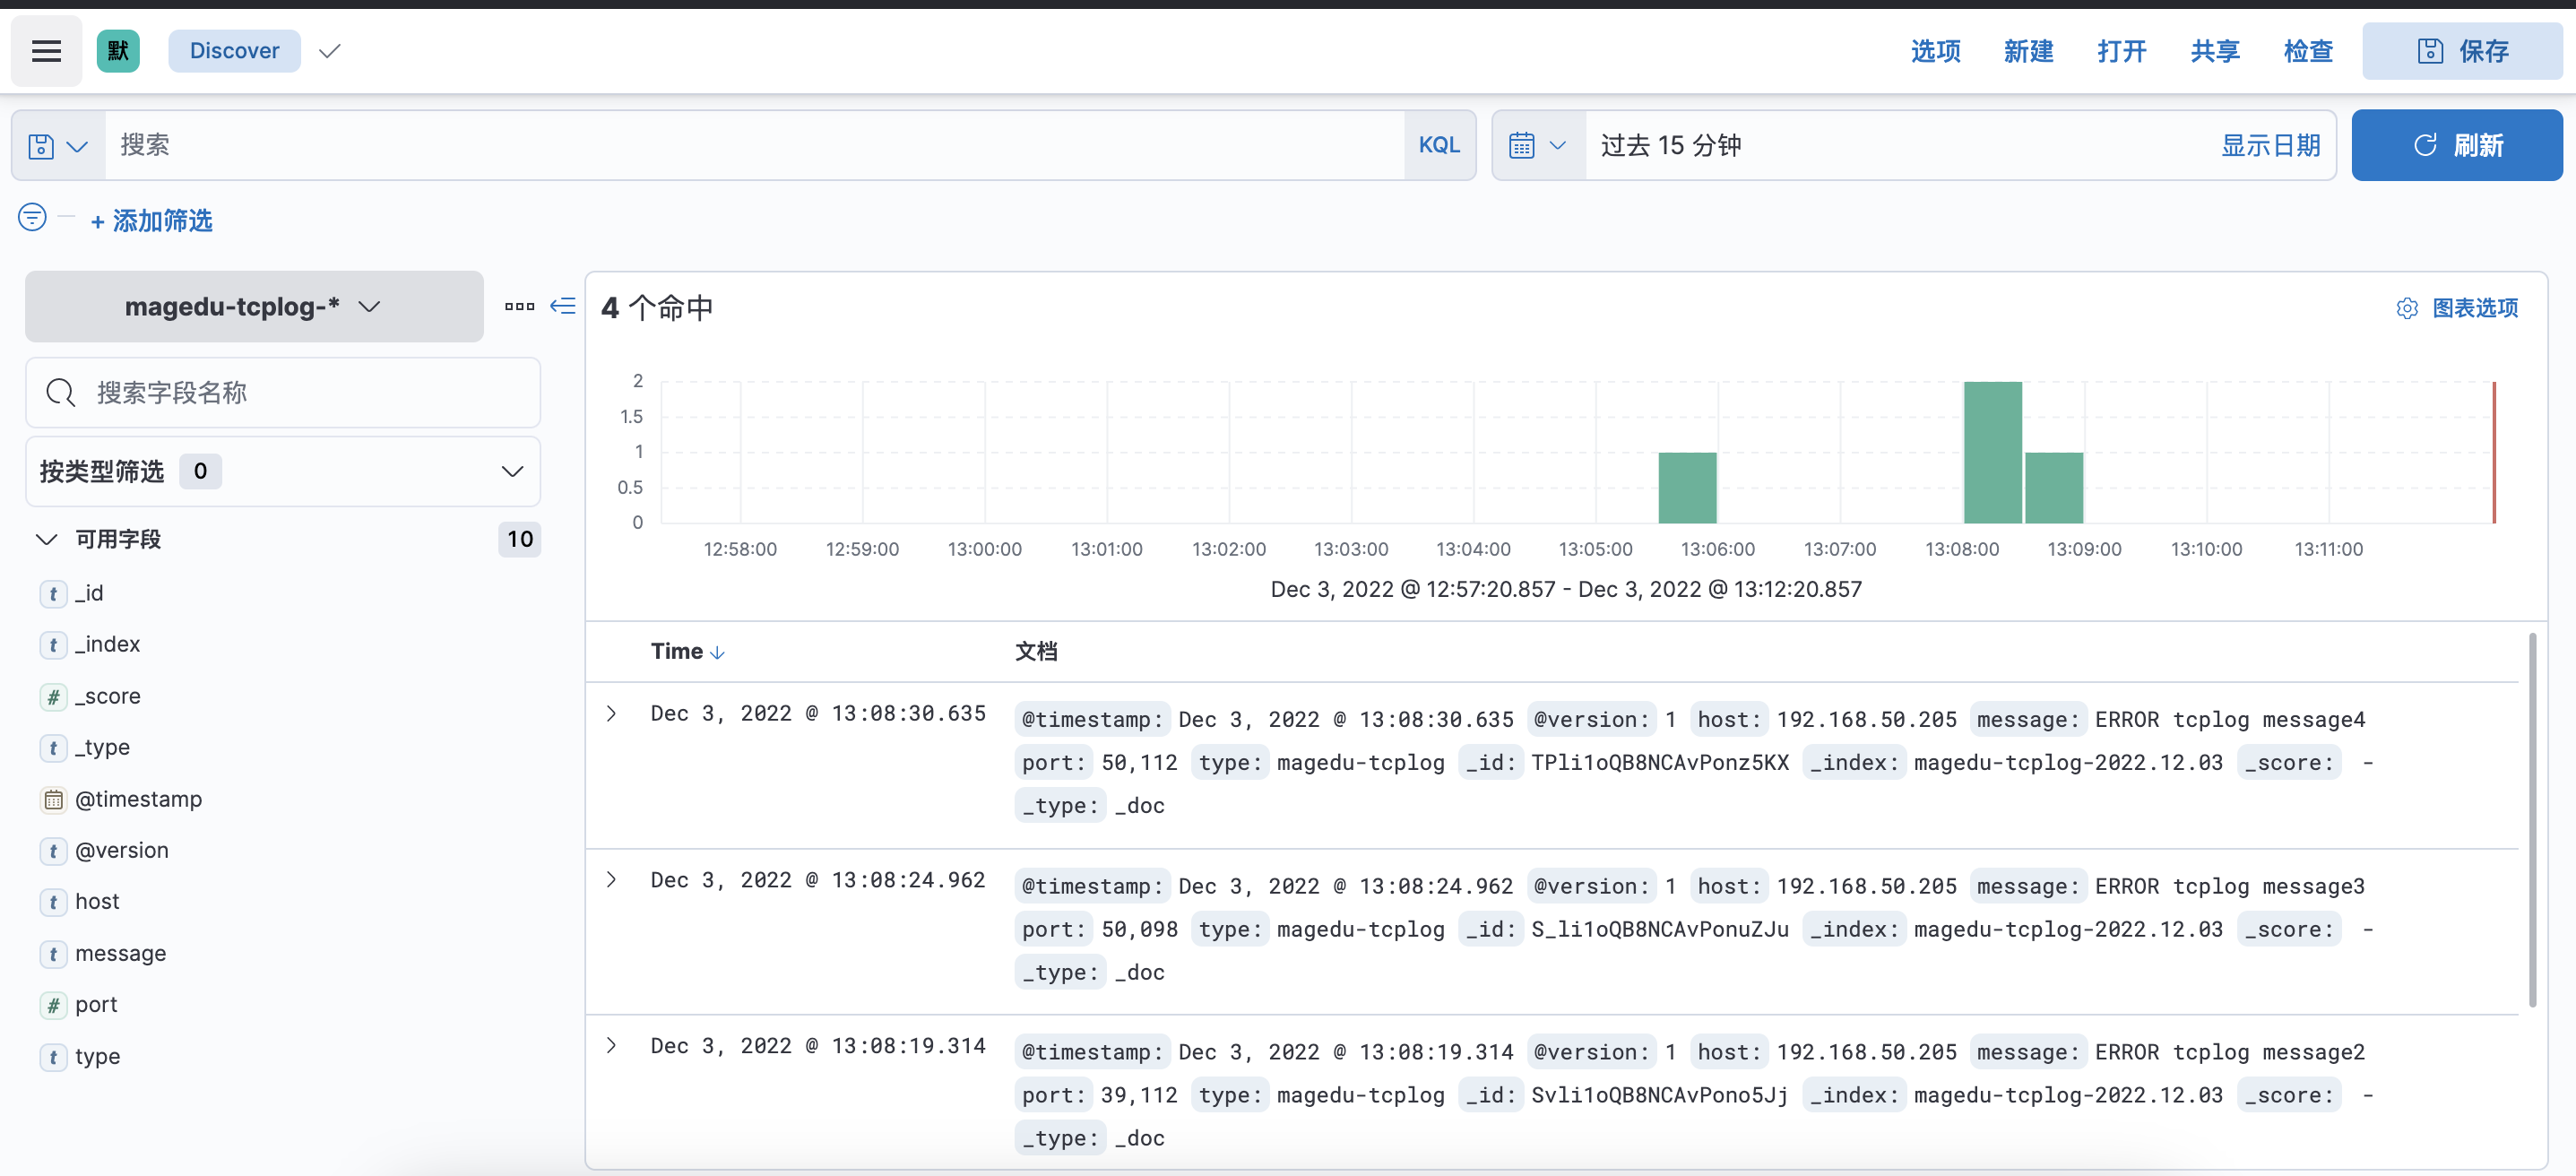 默 Discover 选项 新建 打开 共享 检查 保存
搜索 KQL 过去 15 分钟 显示日期 刷新
+ 添加筛选
magedu-tcplog-*
搜索字段名称
按类型筛选 0
可用字段 10
t _id
t _index
# _score
t _type
@timestamp
t @version
t host
t message
# port
t type
4 个命中 图表选项
2
1.5
1
0.5
0
12:58:00 12:59:00 13:00:00 13:01:00 13:02:00 13:03:00 13:04:00 13:05:00 13:06:00 13:07:00 13:08:00 13:09:00 13:10:00 13:11:00
Dec 3, 2022 @ 12:57:20.857 - Dec 3, 2022 @ 13:12:20.857
Time 文档
Dec 3, 2022 @ 13:08:30.635 @timestamp: Dec 3, 2022 @ 13:08:30.635 @version: 1 host: 192.168.50.205 message: ERROR tcplog message4
port: 50,112 type: magedu-tcplog _id: TPli1oQB8NCAvPonz5KX _index: magedu-tcplog-2022.12.03 _score: -
_type: _doc
Dec 3, 2022 @ 13:08:24.962 @timestamp: Dec 3, 2022 @ 13:08:24.962 @version: 1 host: 192.168.50.205 message: ERROR tcplog message3
port: 50,098 type: magedu-tcplog _id: S_li1oQB8NCAvPonuZJu _index: magedu-tcplog-2022.12.03 _score: -
_type: _doc
Dec 3, 2022 @ 13:08:19.314 @timestamp: Dec 3, 2022 @ 13:08:19.314 @version: 1 host: 192.168.50.205 message: ERROR tcplog message2
port: 39,112 type: magedu-tcplog _id: Svli1oQB8NCAvPono5Jj _index: magedu-tcplog-2022.12.03 _score: -
_type: _doc